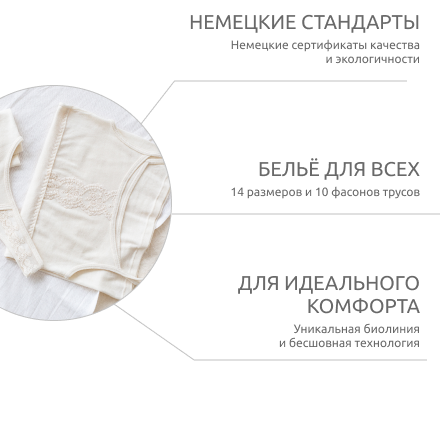 НЕМЕЦКИЕ СТАНДАРТЫ
Немецкие сертификаты качества
и экологичности
БЕЛЬЁ ДЛЯ ВСЕХ
14 размеров и 10 фасонов трусов
ДЛЯ ИДЕАЛЬНОГО
КОМФОРТА
Уникальная биолиния
и бесшовная технология